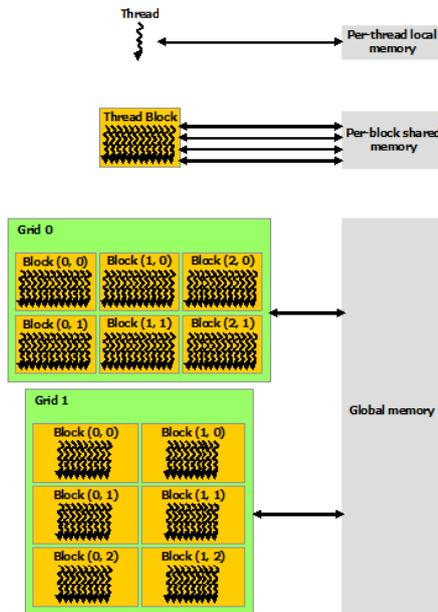 Thread
Per-thread local
memory
Thread Block
Per-block shared
memory
Grid 0
Block (0, 0) Block (1, 0) Block (2, 0)
Block (0, 1) Block (1, 1) Block (2, 1)
Grid 1
Block (0, 0) Block (1, 0)
Global memory
Block (0, 1) Block (1, 1)
Block (0, 2) Block (1, 2)